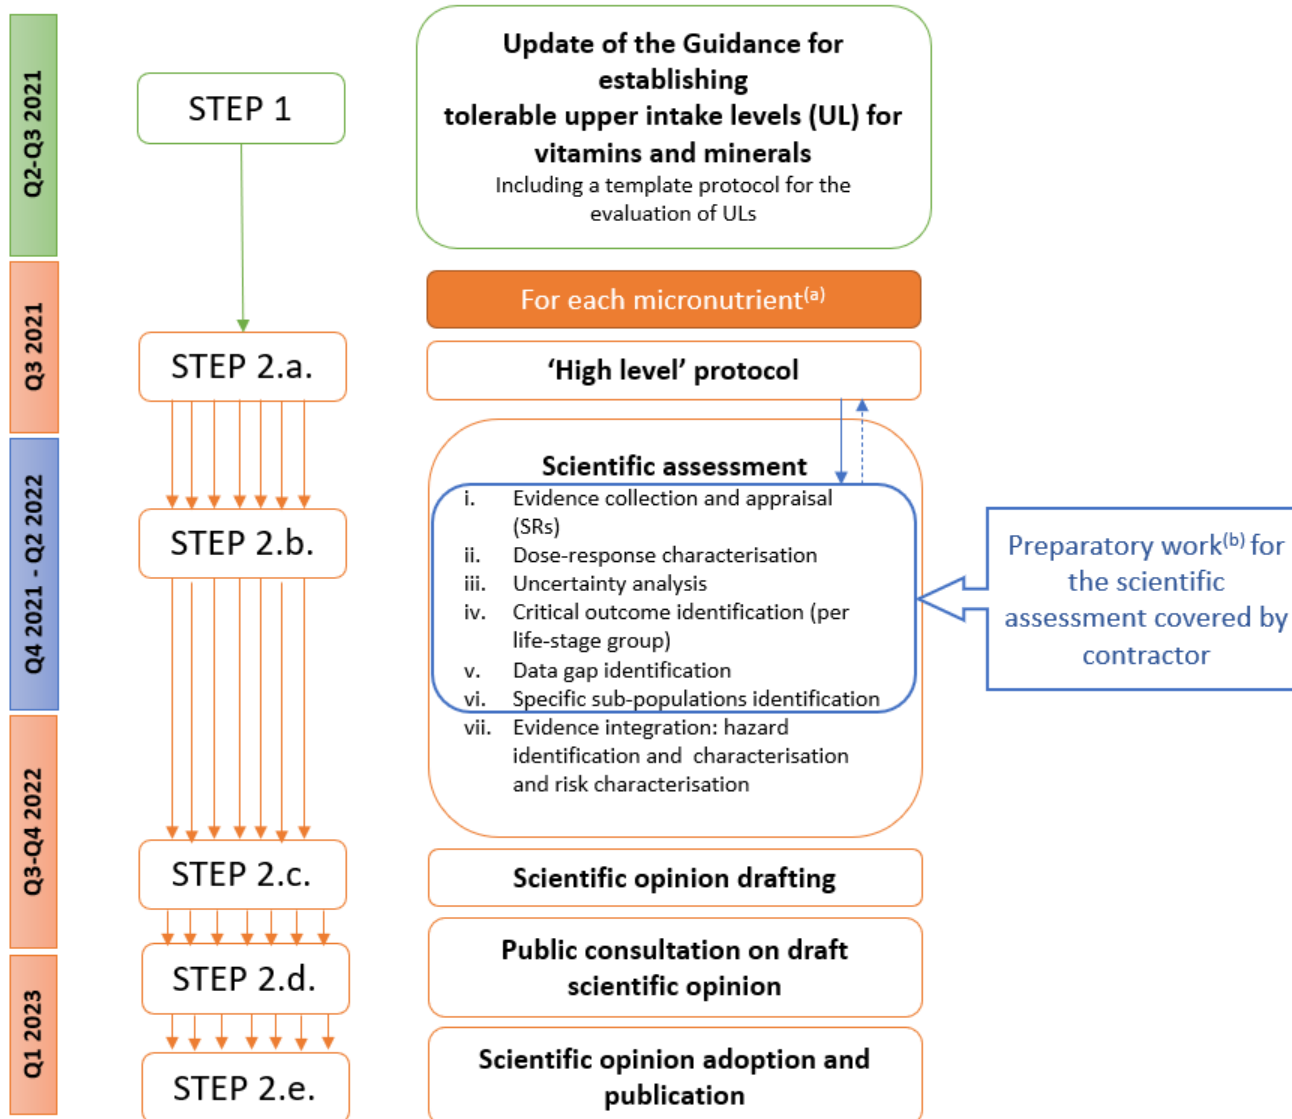 Q2-Q3 2021
STEP 1
Update of the Guidance for
establishing
tolerable upper intake levels (UL) for
vitamins and minerals
Including a template protocol for the
evaluation of ULs
Q3 2021
For each micronutrient(a)
STEP 2.a.
‘High level’ protocol
Q4 2021 - Q2 2022
STEP 2.b.
Scientific assessment
i. Evidence collection and appraisal
(SRs)
ii. Dose-response characterisation
iii. Uncertainty analysis
iv. Critical outcome identification (per
life-stage group)
v. Data gap identification
vi. Specific sub-populations identification
vii. Evidence integration: hazard
identification and characterisation
and risk characterisation
Preparatory work(b) for
the scientific
assessment covered by
contractor
Q3-Q4 2022
STEP 2.c.
Scientific opinion drafting
STEP 2.d.
Public consultation on draft
scientific opinion
Q1 2023
STEP 2.e.
Scientific opinion adoption and
publication